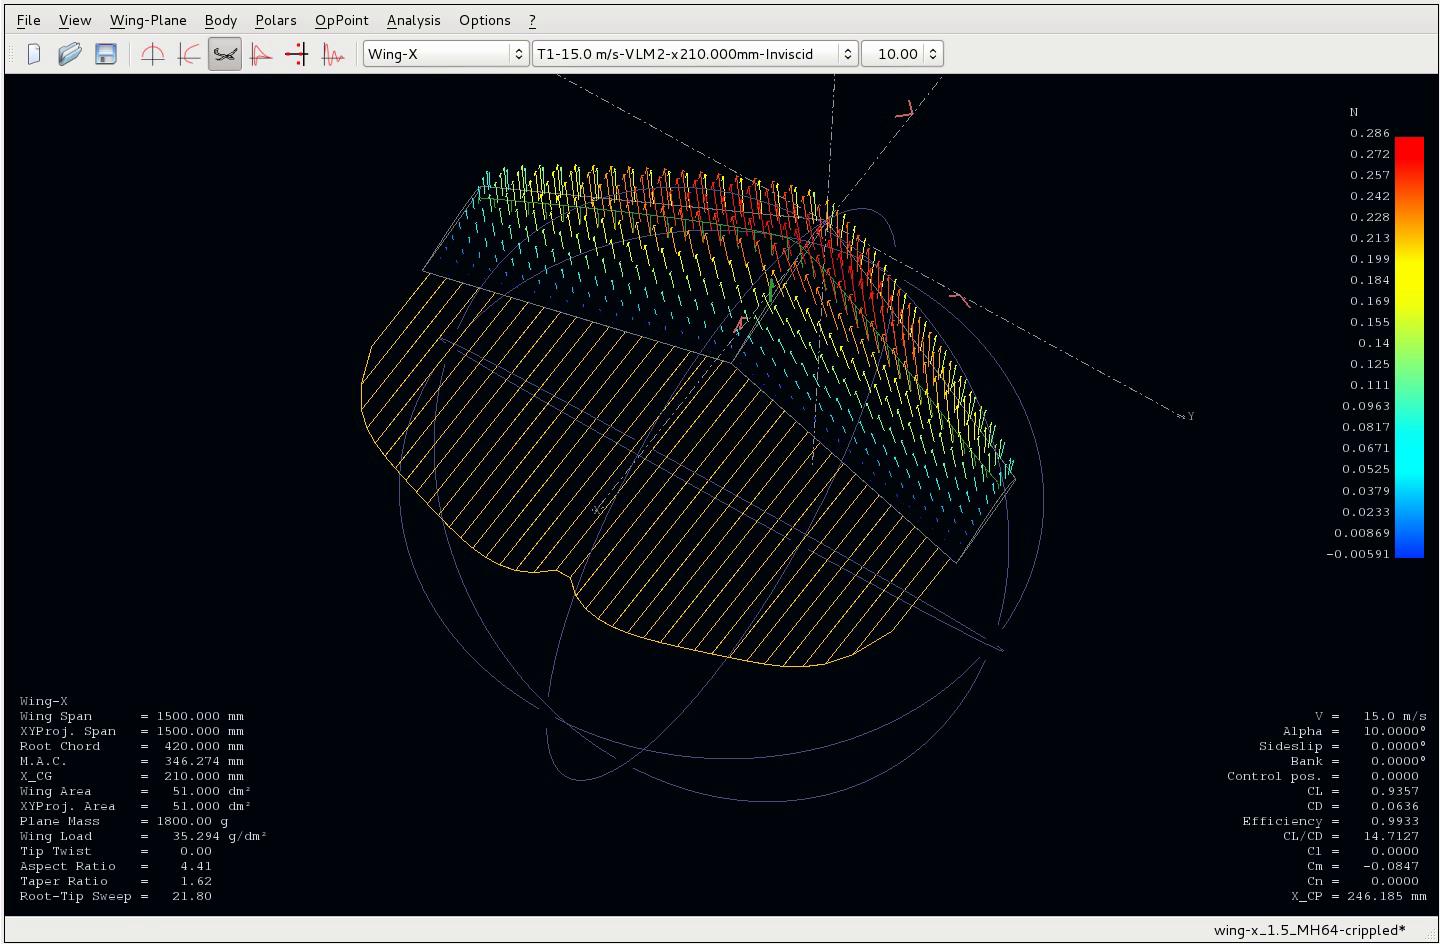 File View Wing-Plane Body Polars OpPoint Analysis Options ?
Wing-X T1-15.0 m/s-VLM2-x210.000mm-Inviscid 10.00
N
0.286
0.272
0.257
0.242
0.228
0.213
0.199
0.184
0.169
0.155
0.14
0.125
0.111
0.0963
0.0817
0.0671
0.0525
0.0379
0.0233
0.00869
-0.00591
Y
X
Wing-X
Wing Span = 1500.000 mm
XYProj. Span = 1500.000 mm
Root Chord = 420.000 mm
M.A.C. = 346.274 mm
X_CG = 210.000 mm
Wing Area = 51.000 dm²
XYProj. Area = 51.000 dm²
Plane Mass = 1800.00 g
Wing Load = 35.294 g/dm²
Tip Twist = 0.00
Aspect Ratio = 4.41
Taper Ratio = 1.62
Root-Tip Sweep = 21.80
V = 15.0 m/s
Alpha = 10.0000°
Sideslip = 0.0000°
Bank = 0.0000°
Control pos. = 0.0000
CL = 0.9357
CD = 0.0636
Efficiency = 0.9933
CL/CD = 14.7127
Cl = 0.0000
Cm = -0.0847
Cn = 0.0000
X_CP = 246.185 mm
wing-x_1.5_MH64-crippled*